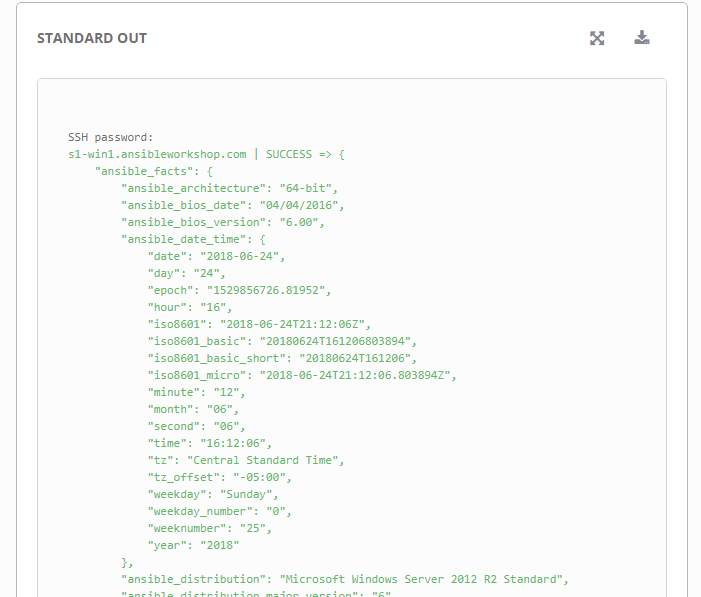 STANDARD OUT
SSH password:
s1-win1.ansibleworkshop.com | SUCCESS => {
"ansible_facts": {
"ansible_architecture": "64-bit",
"ansible_bios_date": "04/04/2016",
"ansible_bios_version": "6.00",
"ansible_date_time": {
"date": "2018-06-24",
"day": "24",
"epoch": "1529856726.81952",
"hour": "16",
"iso8601": "2018-06-24T21:12:06Z",
"iso8601_basic": "20180624T161206803894",
"iso8601_basic_short": "20180624T161206",
"iso8601_micro": "2018-06-24T21:12:06.803894Z",
"minute": "12",
"month": "06",
"second": "06",
"time": "16:12:06",
"tz": "Central Standard Time",
"tz_offset": "-05:00",
"weekday": "Sunday",
"weekday_number": "0",
"weeknumber": "25",
"year": "2018"
},
"ansible_distribution": "Microsoft Windows Server 2012 R2 Standard",
"ansible_distribution_major_version": "6"